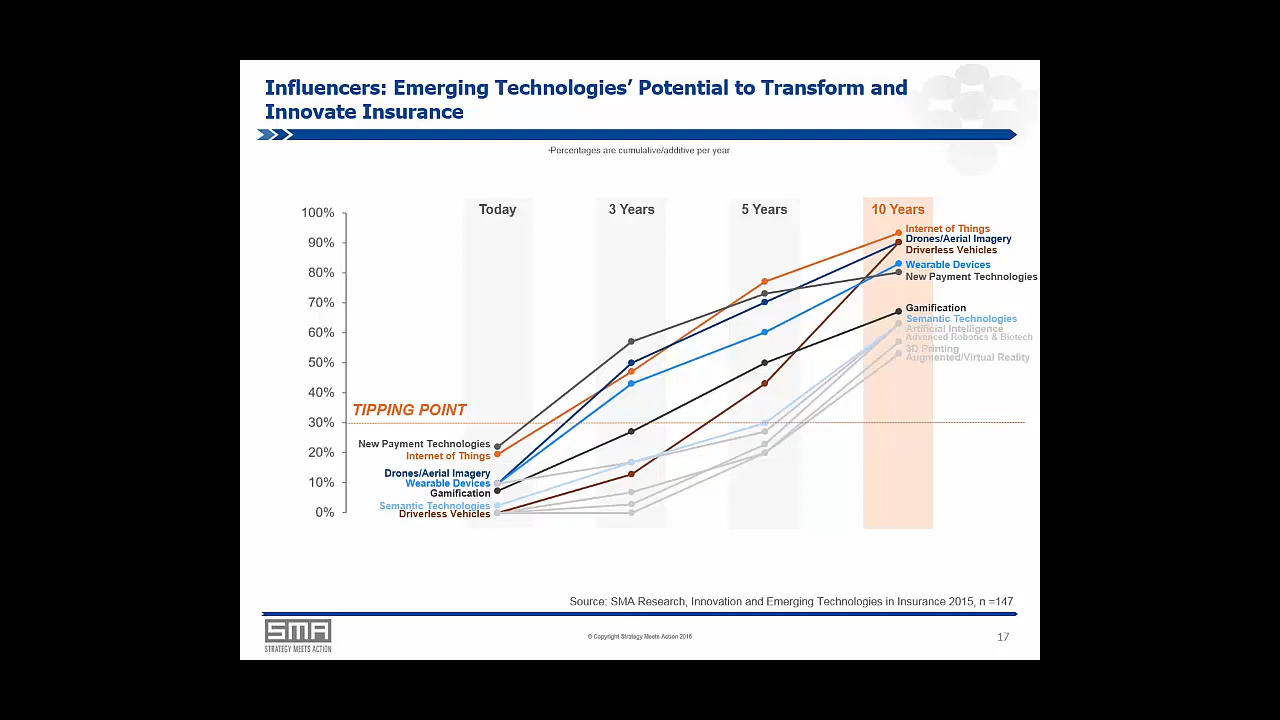 Influencers: Emerging Technologies’ Potential to Transform and
Innovate Insurance
-Percentages are cumulative/additive per year
Today
3 Years
5 Years
10 Years
100%
90%
80%
70%
60%
50%
40%
30%
20%
10%
0%
TIPPING POINT
New Payment Technologies
Internet of Things
Drones/Aerial Imagery
Wearable Devices
Gamification
Semantic Technologies
Driverless Vehicles
Internet of Things
Drones/Aerial Imagery
Driverless Vehicles
Wearable Devices
New Payment Technologies
Gamification
Semantic Technologies
Artificial Intelligence
Advanced Robotics & Biotech
3D Printing
Augmented/Virtual Reality
Source: SMA Research, Innovation and Emerging Technologies in Insurance 2015, n =147
SMA
STRATEGY MEETS ACTION
© Copyright Strategy Meets Action 2016
17